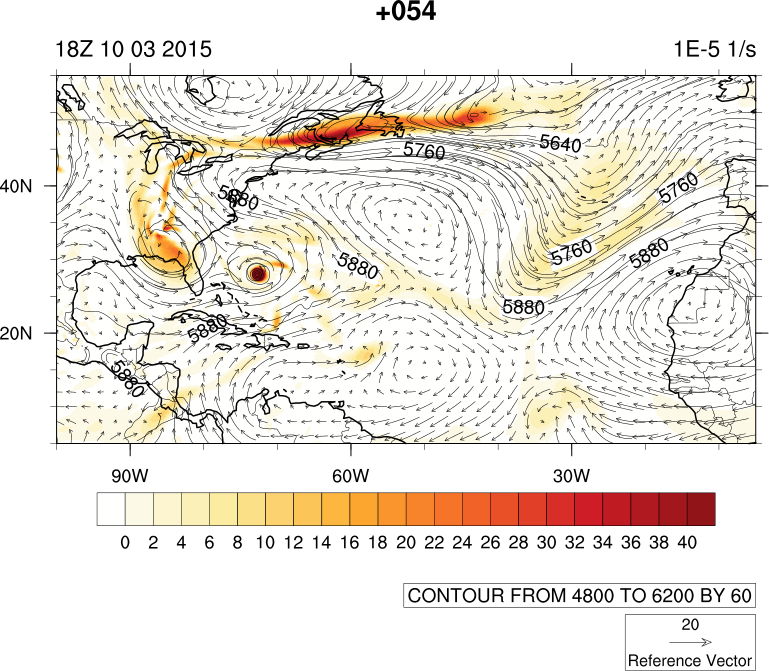 +054
18Z 10 03 2015 1E-5 1/s
5760 5640
40N 5880 5760
5880 5760 5880
5880
20N 5880
5880
90W 60W 30W
0 2 4 6 8 10 12 14 16 18 20 22 24 26 28 30 32 34 36 38 40
CONTOUR FROM 4800 TO 6200 BY 60
20
Reference Vector